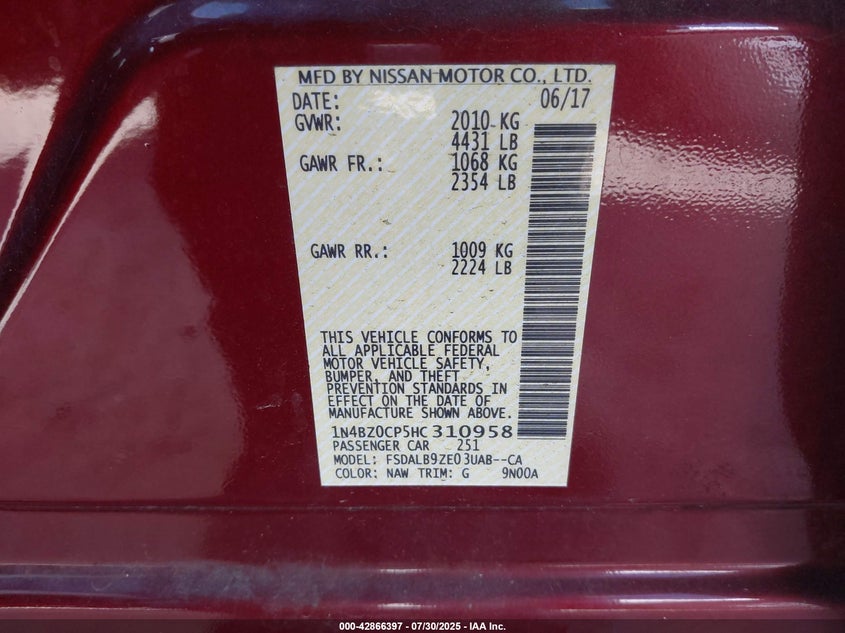 MFD BY NISSAN MOTOR CO., LTD.
DATE: 06/17
GVWR: 2010 KG
4431 LB
GAWR FR.: 1068 KG
2354 LB
GAWR RR.: 1009 KG
2224 LB
THIS VEHICLE CONFORMS TO
ALL APPLICABLE FEDERAL
MOTOR VEHICLE SAFETY,
BUMPER, AND THEFT
PREVENTION STANDARDS IN
EFFECT ON THE DATE OF
MANUFACTURE SHOWN ABOVE.
1N4BZ0CP5HC310958
PASSENGER CAR 251
MODEL: FSDALB9ZE03UAB--CA
COLOR: NAW TRIM: G 9N00A
000-42866397 - 07/30/2025 - IAA Inc.